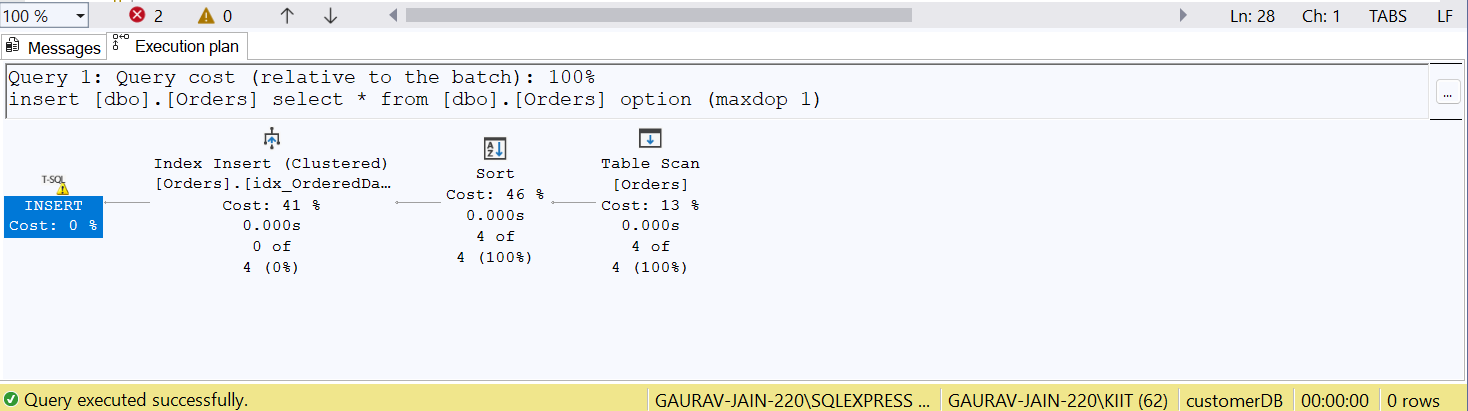 100 %
2
0
Ln: 28
Ch: 1
TABS
LF
Messages
Execution plan
Query 1: Query cost (relative to the batch): 100%
insert [dbo].[Orders] select * from [dbo].[Orders] option (maxdop 1)
...
T-SQL
INSERT
Cost: 0 %
Index Insert (Clustered)
[Orders].[idx_OrderedDa…
Cost: 41 %
0.000s
0 of
4 (0%)
Sort
Cost: 46 %
0.000s
4 of
4 (100%)
Table Scan
[Orders]
Cost: 13 %
0.000s
4 of
4 (100%)
Query executed successfully.
GAURAV-JAIN-220\SQLEXPRESS ...
GAURAV-JAIN-220\KIIT (62)
customerDB
00:00:00
0 rows